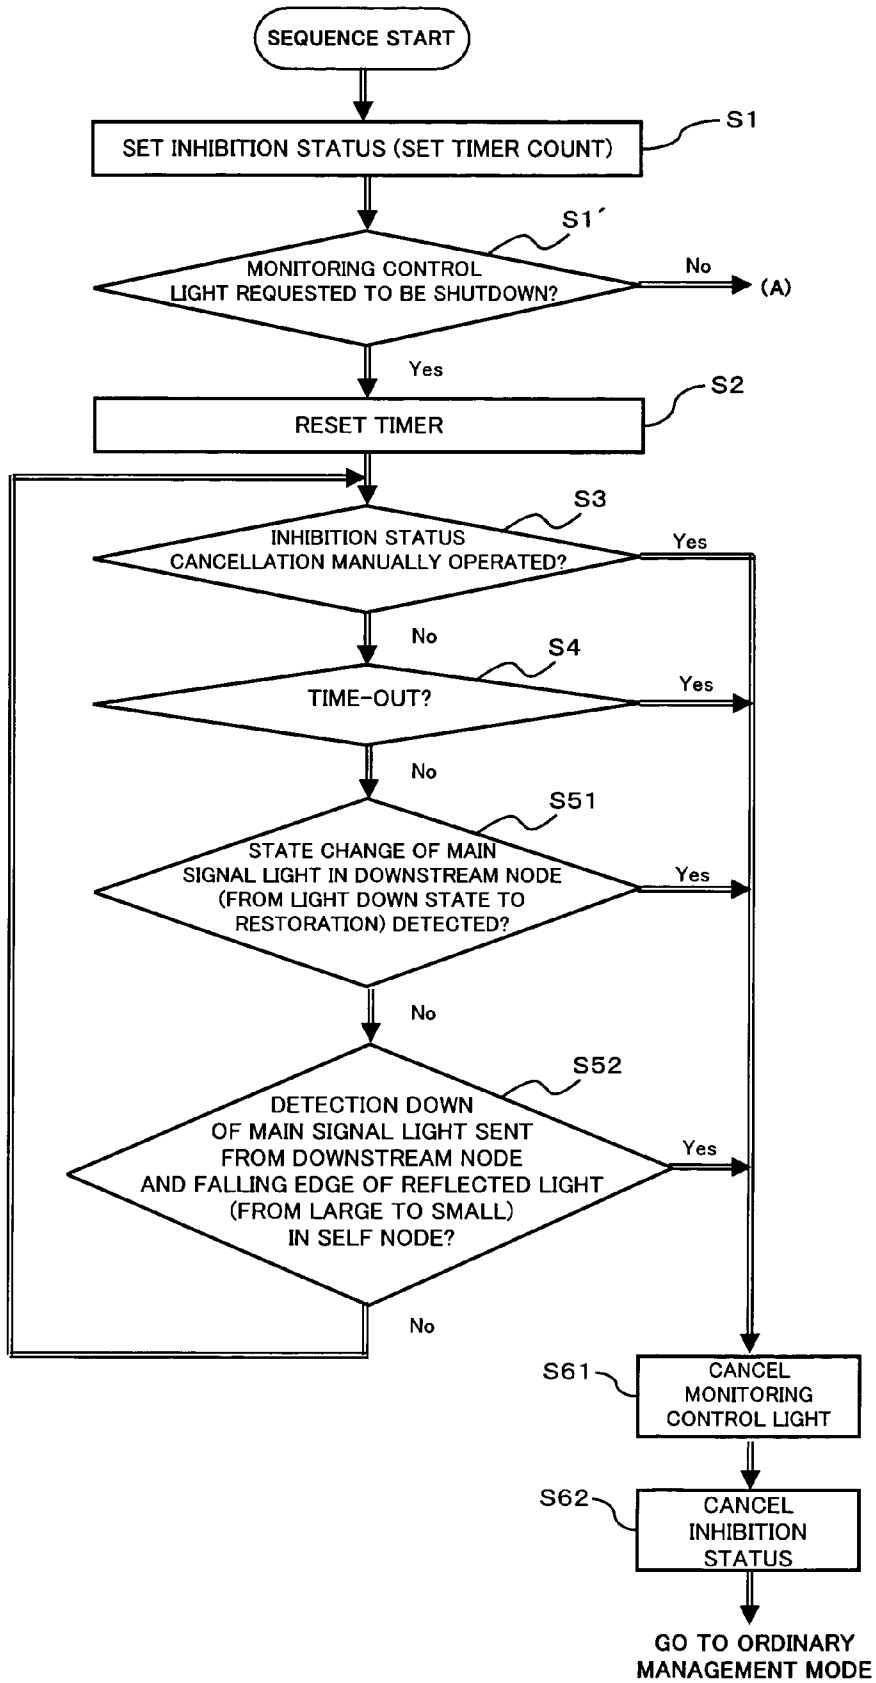 SEQUENCE START
S1
SET INHIBITION STATUS (SET TIMER COUNT)
S1´
MONITORING CONTROL
LIGHT REQUESTED TO BE SHUTDOWN?
No
(A)
Yes
S2
RESET TIMER
S3
INHIBITION STATUS
CANCELLATION MANUALLY OPERATED?
Yes
No
S4
TIME-OUT?
Yes
No
S51
STATE CHANGE OF MAIN
SIGNAL LIGHT IN DOWNSTREAM NODE
(FROM LIGHT DOWN STATE TO
RESTORATION) DETECTED?
Yes
No
S52
DETECTION DOWN
OF MAIN SIGNAL LIGHT SENT
FROM DOWNSTREAM NODE
AND FALLING EDGE OF REFLECTED LIGHT
(FROM LARGE TO SMALL)
IN SELF NODE?
Yes
No
S61
CANCEL
MONITORING
CONTROL LIGHT
S62
CANCEL
INHIBITION
STATUS
GO TO ORDINARY
MANAGEMENT MODE